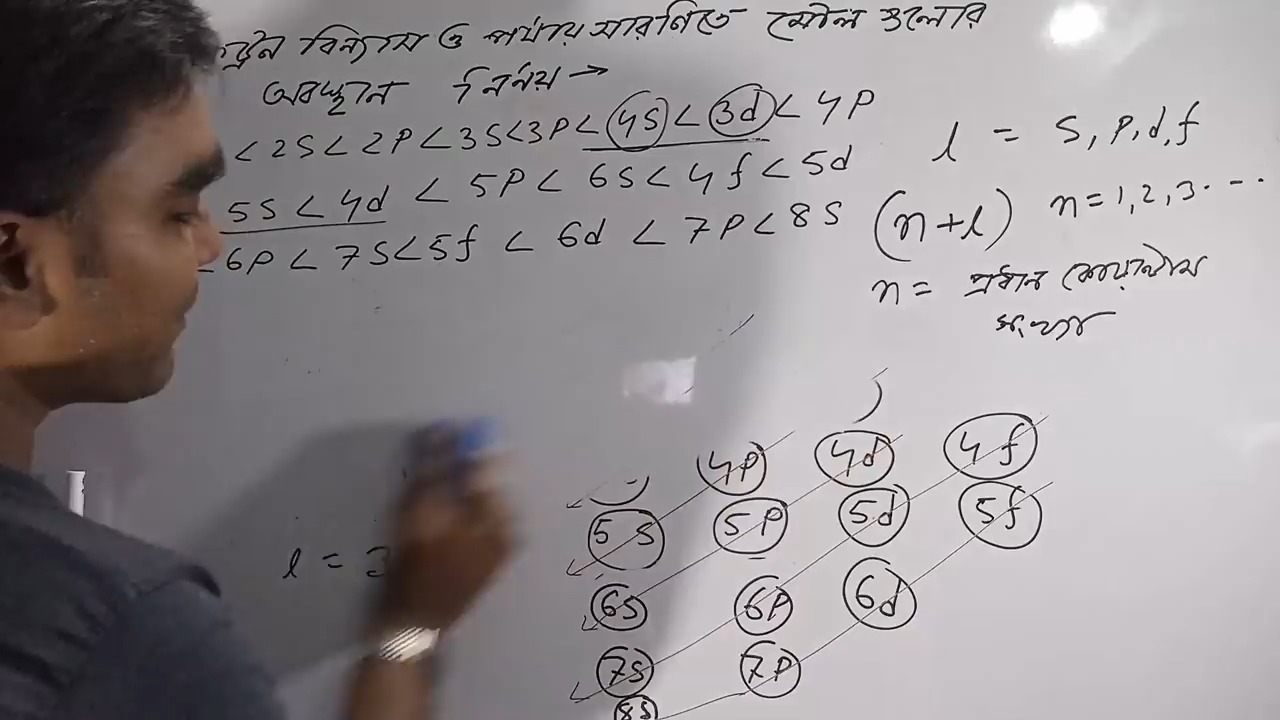 বিন্যাস ও পর্যায় সারণিতে মৌল গুলোর
অবস্থান নির্ণয় →
< 2S < 2P < 3S < 3P < 4S < 3d < 4P
5S < 4d < 5P < 6S < 4f < 5d
< 6P < 7S < 5f < 6d < 7P < 8S
l = S, P, d, f
(n+l) n = 1, 2, 3 . - -
n = প্রধান কোয়ান্টাম
সংখ্যা
4P 4d 4f
5S 5P 5d 5f
l = 3
6S 6P 6d
7S 7P
8S